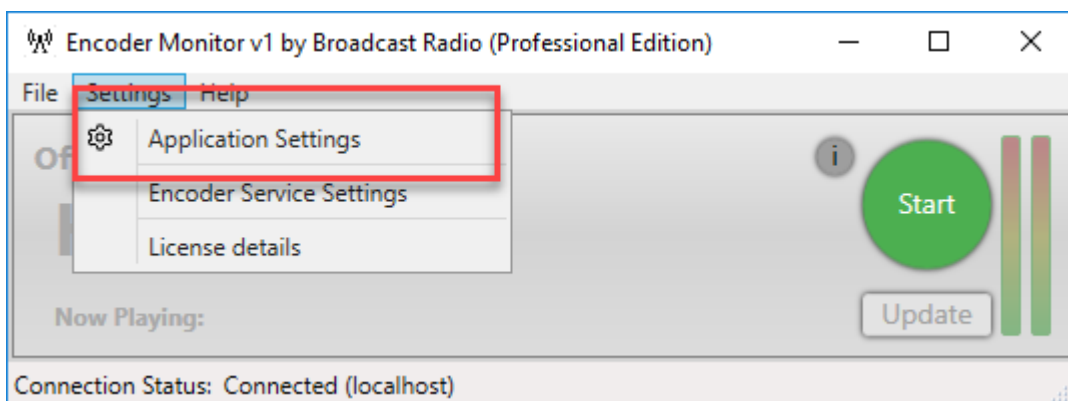 Encoder Monitor v1 by Broadcast Radio (Professional Edition)
File Settings Help
Application Settings
Encoder Service Settings
License details
Of
i
Start
Now Playing:
Update
Connection Status: Connected (localhost)